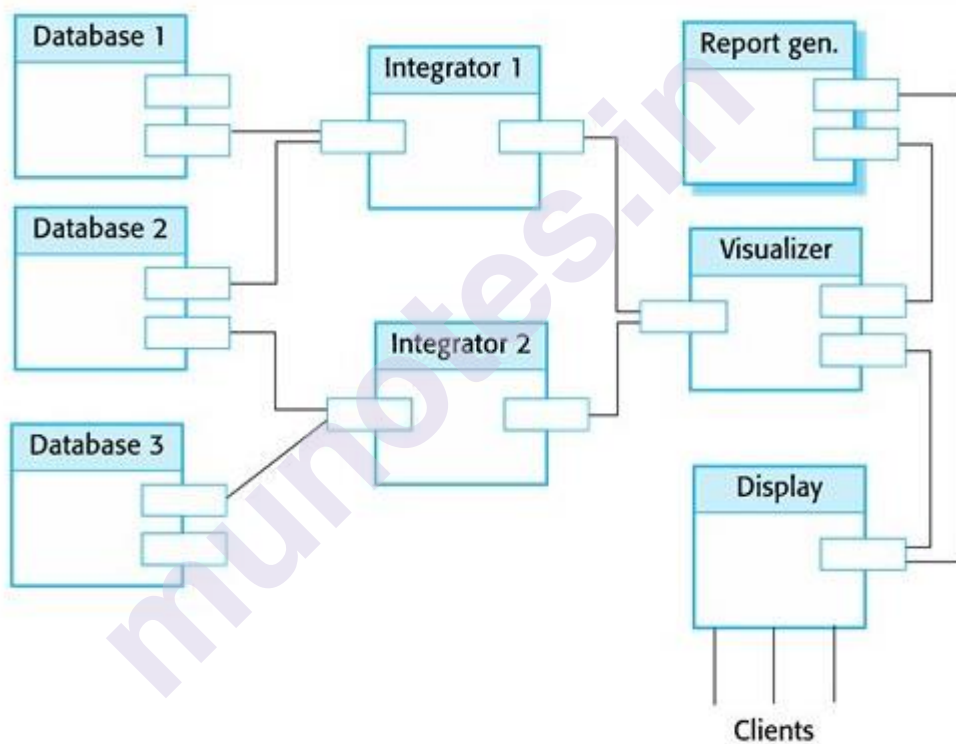 Database 1
Integrator 1
Report gen.
Database 2
Visualizer
Integrator 2
Database 3
Display
Clients
munotes.in